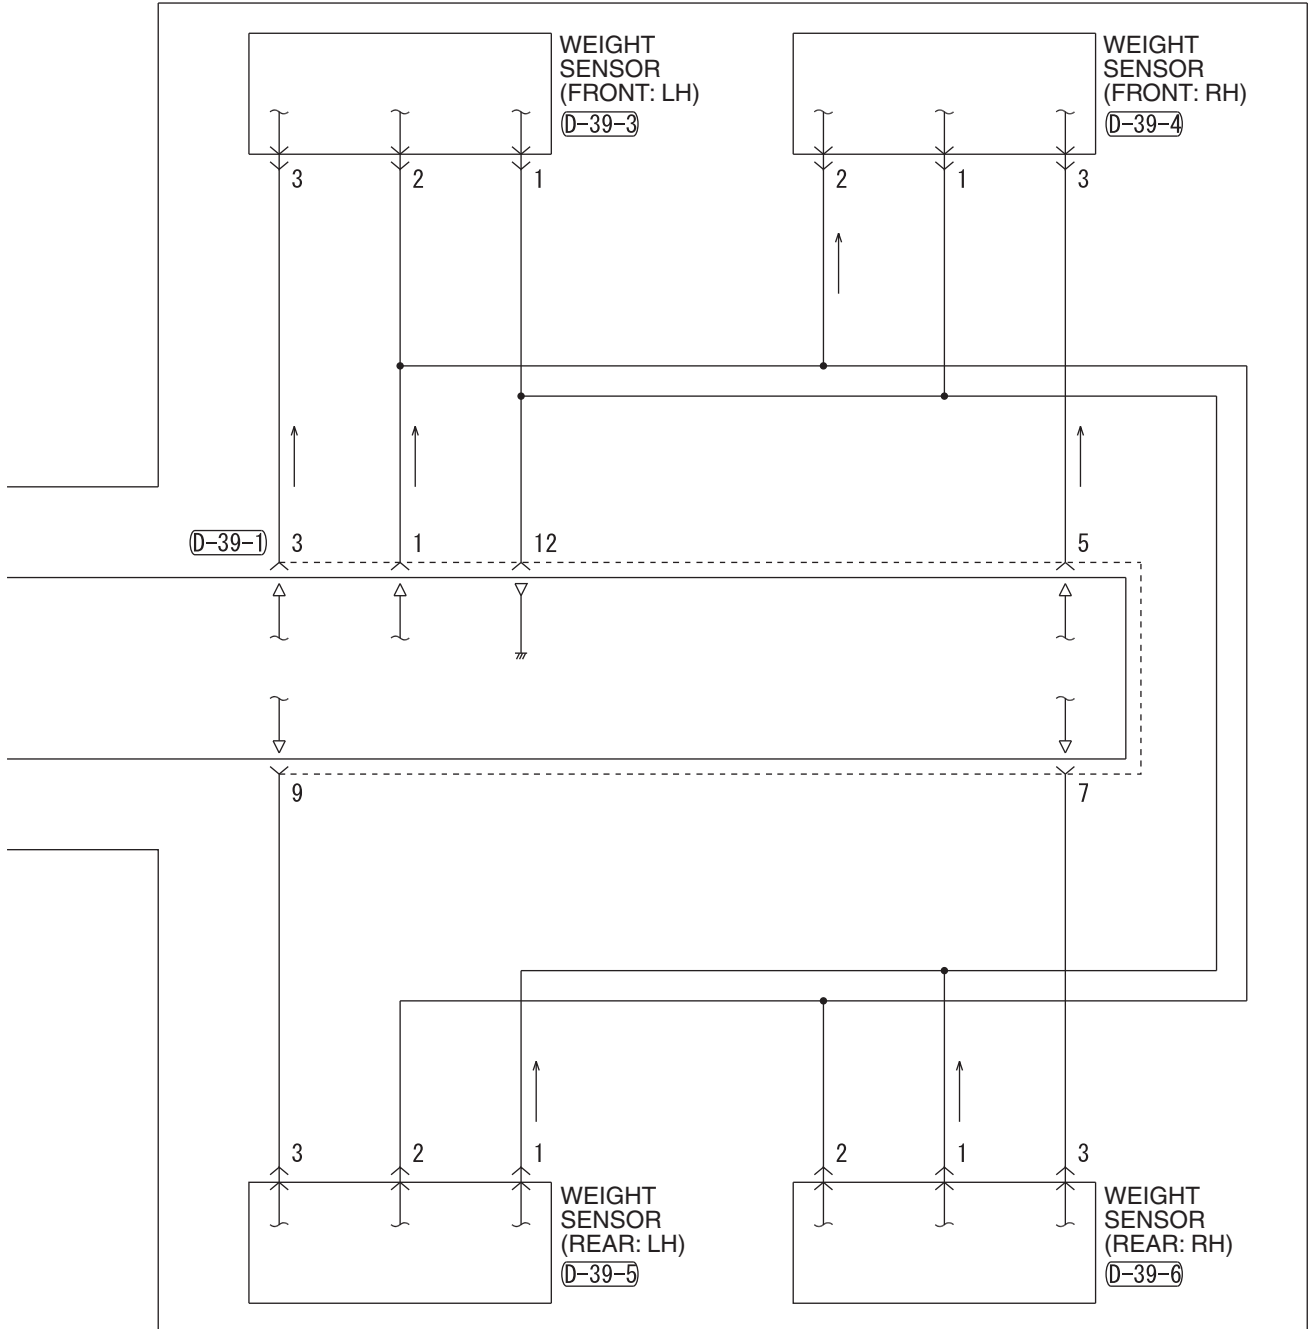 WEIGHT
SENSOR
(FRONT: LH)
D-39-3
WEIGHT
SENSOR
(FRONT: RH)
D-39-4
3 2 1 2 1 3
D-39-1 3 1 12 5
9 7
3 2 1 2 1 3
WEIGHT
SENSOR
(REAR: LH)
D-39-5
WEIGHT
SENSOR
(REAR: RH)
D-39-6